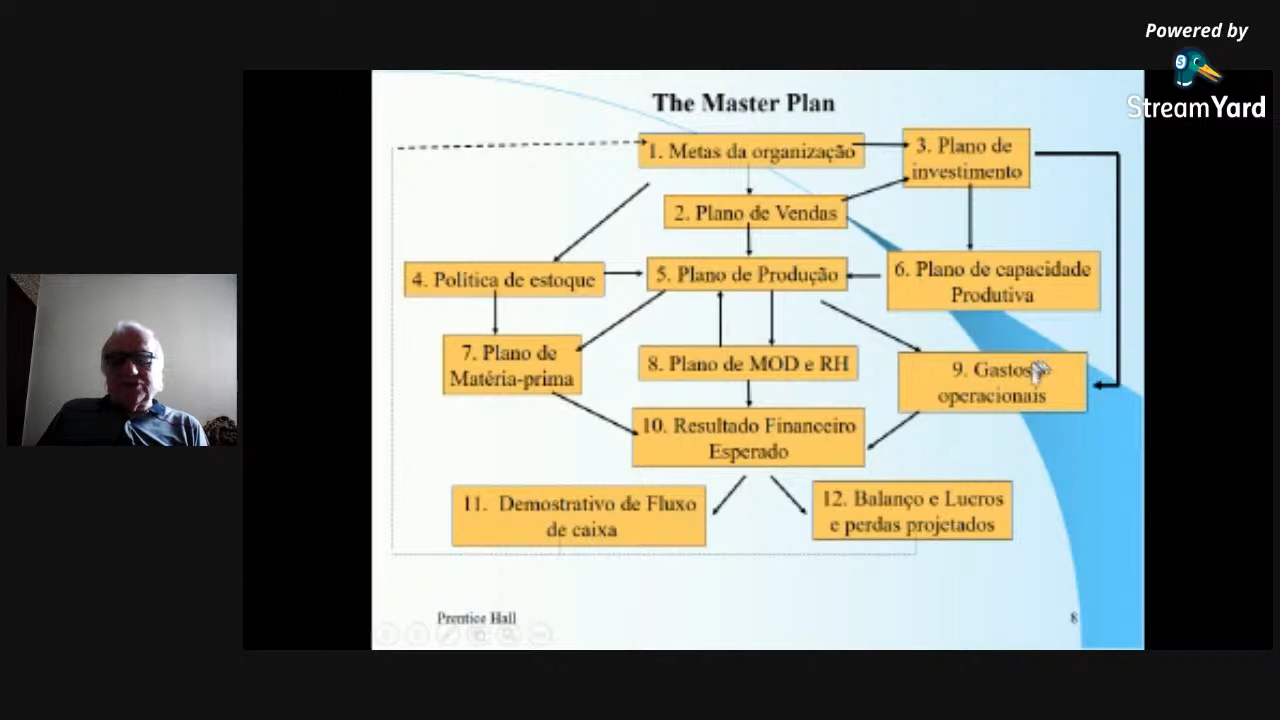 Powered by
StreamYard
The Master Plan
1. Metas da organização
3. Plano de
investimento
2. Plano de Vendas
4. Política de estoque
5. Plano de Produção
6. Plano de capacidade
Produtiva
7. Plano de
Matéria-prima
8. Plano de MOD e RH
9. Gastos
operacionais
10. Resultado Financeiro
Esperado
11. Demostrativo de Fluxo
de caixa
12. Balanço e Lucros
e perdas projetados
Prentice Hall
8